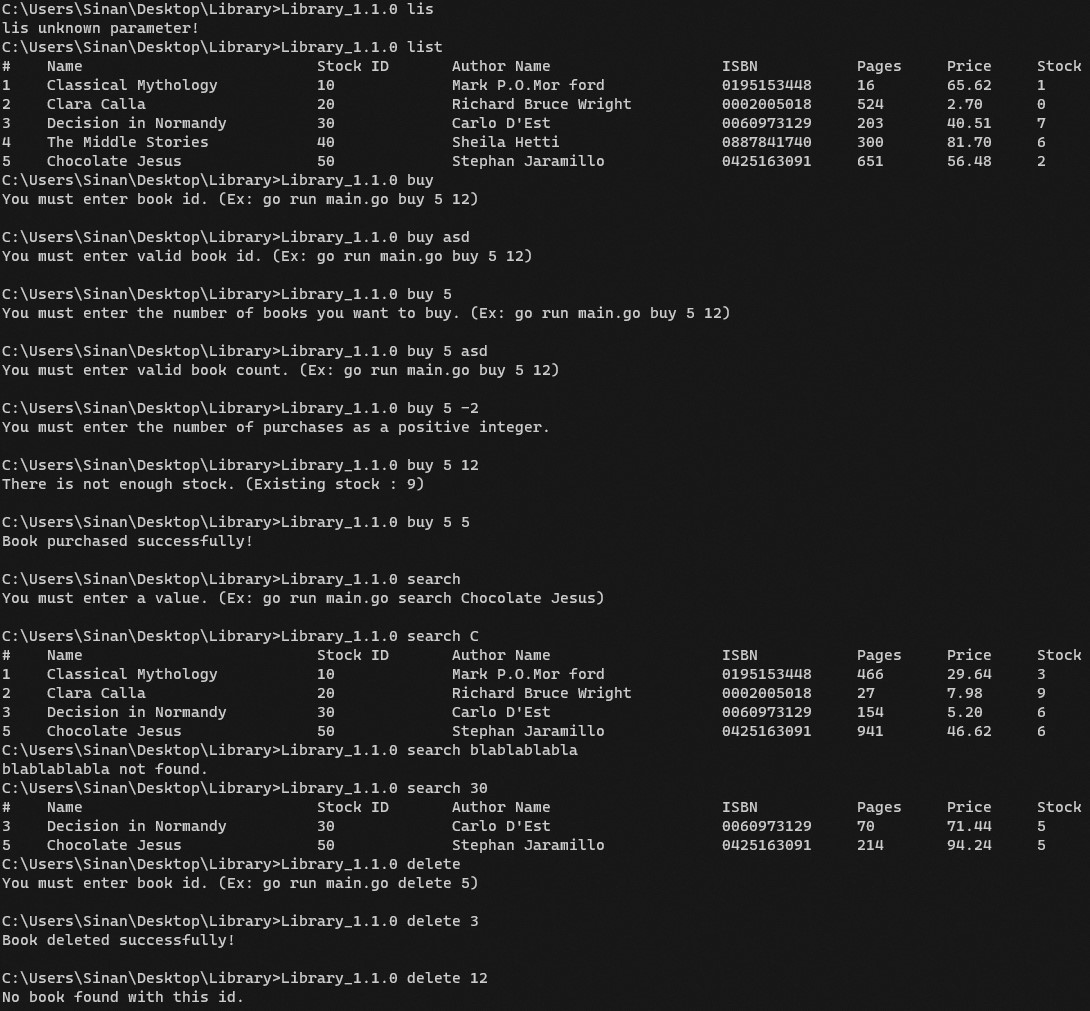 C:\Users\Sinan\Desktop\Library>Library_1.1.0 lis
lis unknown parameter!
C:\Users\Sinan\Desktop\Library>Library_1.1.0 list
#    Name                          Stock ID       Author Name                   ISBN           Pages     Price     Stock
1    Classical Mythology           10             Mark P.O.Mor ford             0195153448     16        65.62     1
2    Clara Calla                   20             Richard Bruce Wright          0002005018     524       2.70      0
3    Decision in Normandy          30             Carlo D'Est                   0060973129     203       40.51     7
4    The Middle Stories            40             Sheila Hetti                  0887841740     300       81.70     6
5    Chocolate Jesus               50             Stephan Jaramillo             0425163091     651       56.48     2
C:\Users\Sinan\Desktop\Library>Library_1.1.0 buy
You must enter book id. (Ex: go run main.go buy 5 12)

C:\Users\Sinan\Desktop\Library>Library_1.1.0 buy asd
You must enter valid book id. (Ex: go run main.go buy 5 12)

C:\Users\Sinan\Desktop\Library>Library_1.1.0 buy 5
You must enter the number of books you want to buy. (Ex: go run main.go buy 5 12)

C:\Users\Sinan\Desktop\Library>Library_1.1.0 buy 5 asd
You must enter valid book count. (Ex: go run main.go buy 5 12)

C:\Users\Sinan\Desktop\Library>Library_1.1.0 buy 5 -2
You must enter the number of purchases as a positive integer.

C:\Users\Sinan\Desktop\Library>Library_1.1.0 buy 5 12
There is not enough stock. (Existing stock : 9)

C:\Users\Sinan\Desktop\Library>Library_1.1.0 buy 5 5
Book purchased successfully!

C:\Users\Sinan\Desktop\Library>Library_1.1.0 search
You must enter a value. (Ex: go run main.go search Chocolate Jesus)

C:\Users\Sinan\Desktop\Library>Library_1.1.0 search C
#    Name                          Stock ID       Author Name                   ISBN           Pages     Price     Stock
1    Classical Mythology           10             Mark P.O.Mor ford             0195153448     466       29.64     3
2    Clara Calla                   20             Richard Bruce Wright          0002005018     27        7.98      9
3    Decision in Normandy          30             Carlo D'Est                   0060973129     154       5.20      6
5    Chocolate Jesus               50             Stephan Jaramillo             0425163091     941       46.62     6
C:\Users\Sinan\Desktop\Library>Library_1.1.0 search blablablabla
blablablabla not found.
C:\Users\Sinan\Desktop\Library>Library_1.1.0 search 30
#    Name                          Stock ID       Author Name                   ISBN           Pages     Price     Stock
3    Decision in Normandy          30             Carlo D'Est                   0060973129     70        71.44     5
5    Chocolate Jesus               50             Stephan Jaramillo             0425163091     214       94.24     5
C:\Users\Sinan\Desktop\Library>Library_1.1.0 delete
You must enter book id. (Ex: go run main.go delete 5)

C:\Users\Sinan\Desktop\Library>Library_1.1.0 delete 3
Book deleted successfully!

C:\Users\Sinan\Desktop\Library>Library_1.1.0 delete 12
No book found with this id.